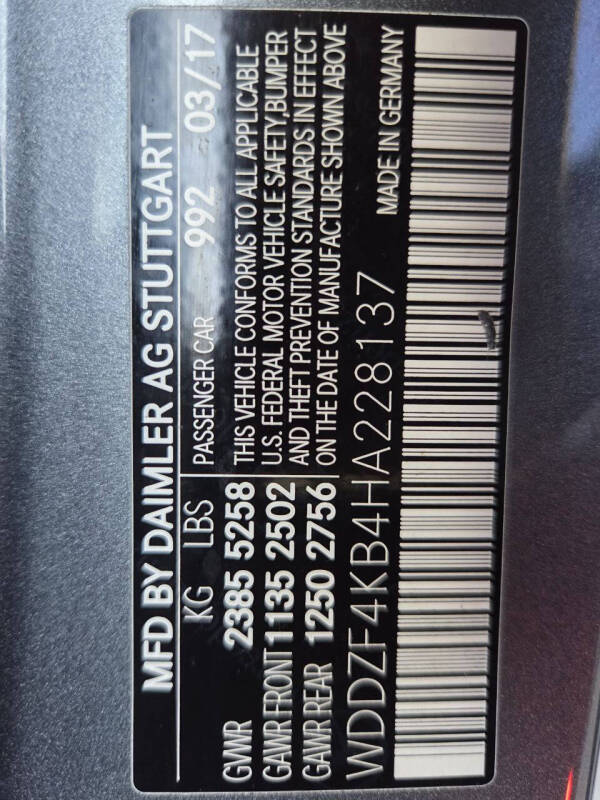 MFD BY DAIMLER AG STUTTGART
KG LBS PASSENGER CAR 992 03/17
GWR 2385 5258 THIS VEHICLE CONFORMS TO ALL APPLICABLE
GAWR FRONT 1135 2502 U.S. FEDERAL MOTOR VEHICLE SAFETY,BUMPER
GAWR REAR 1250 2756 AND THEFT PREVENTION STANDARDS IN EFFECT
ON THE DATE OF MANUFACTURE SHOWN ABOVE
WDDZF4KB4HA228137 MADE IN GERMANY